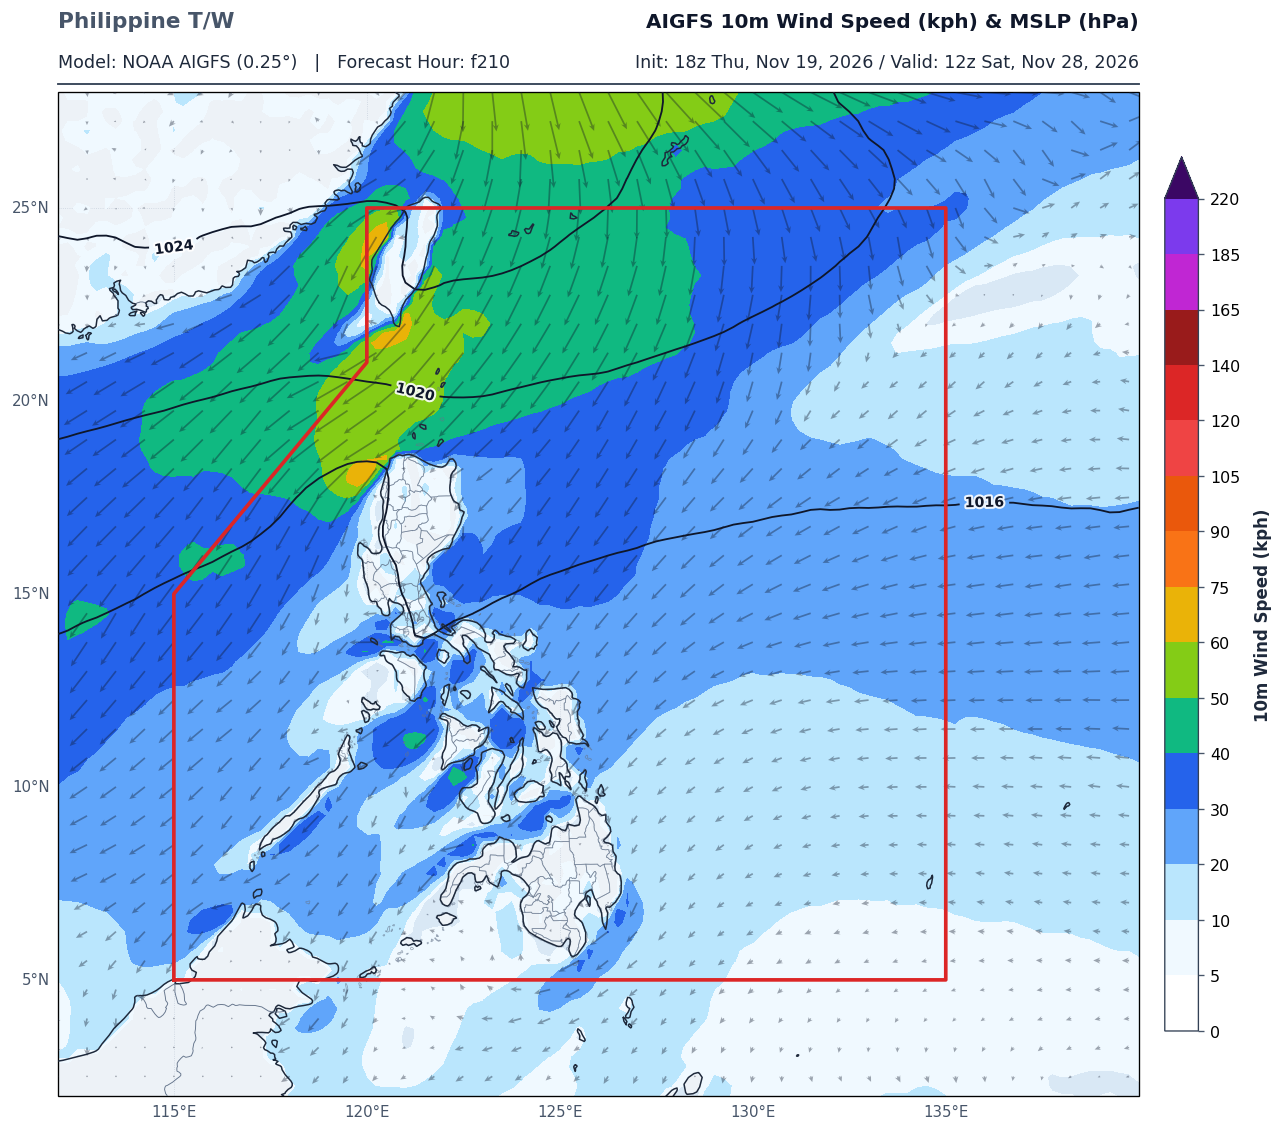 Philippine T/W
AIGFS 10m Wind Speed (kph) & MSLP (hPa)
Model: NOAA AIGFS (0.25°)   |   Forecast Hour: f210
Init: 18z Thu, Nov 19, 2026 / Valid: 12z Sat, Nov 28, 2026
25°N
20°N
15°N
10°N
5°N
115°E
120°E
125°E
130°E
135°E
1024
1020
1016
220
185
165
140
120
105
90
75
60
50
40
30
20
10
5
0
10m Wind Speed (kph)